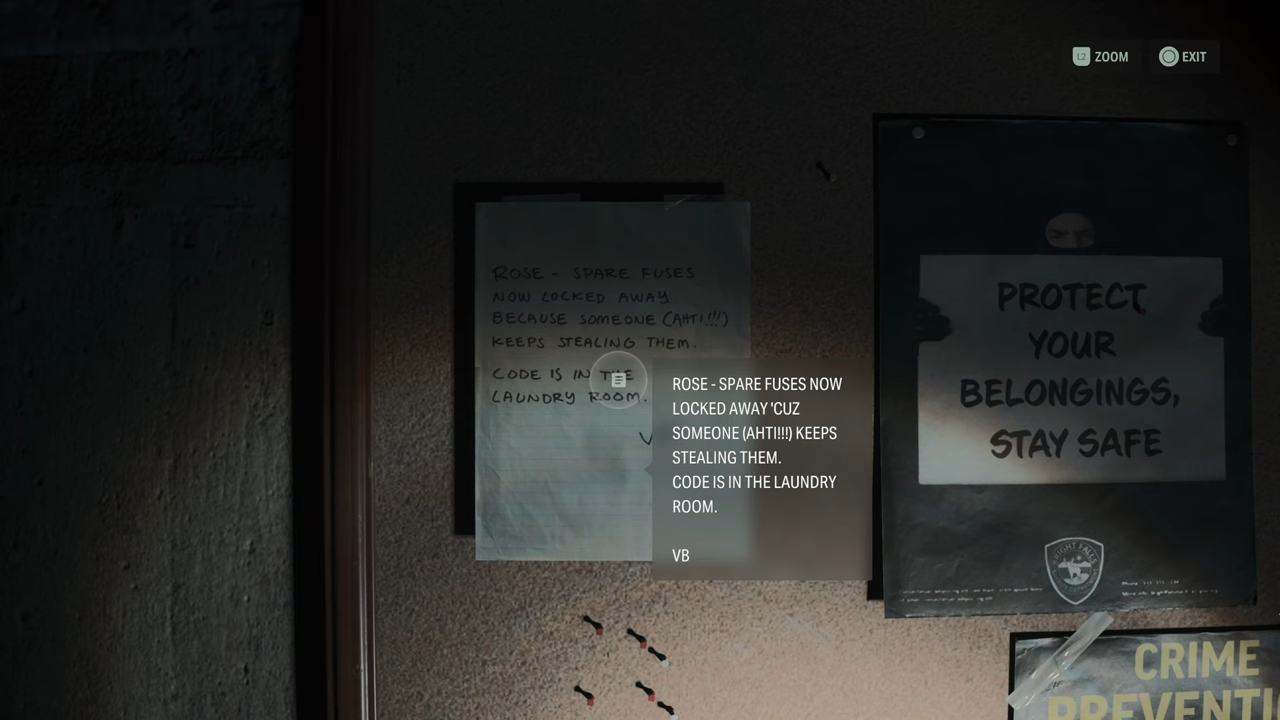 L2 ZOOM
EXIT
ROSE - SPARE FUSES
NOW LOCKED AWAY
BECAUSE SOMEONE (AHTI!!!)
KEEPS STEALING THEM.
CODE IS IN THE
LAUNDRY ROOM.
V
ROSE - SPARE FUSES NOW
LOCKED AWAY 'CUZ
SOMEONE (AHTI!!!) KEEPS
STEALING THEM.
CODE IS IN THE LAUNDRY
ROOM.
VB
PROTECT
YOUR
BELONGINGS,
STAY SAFE
CRIME
PREVENTI